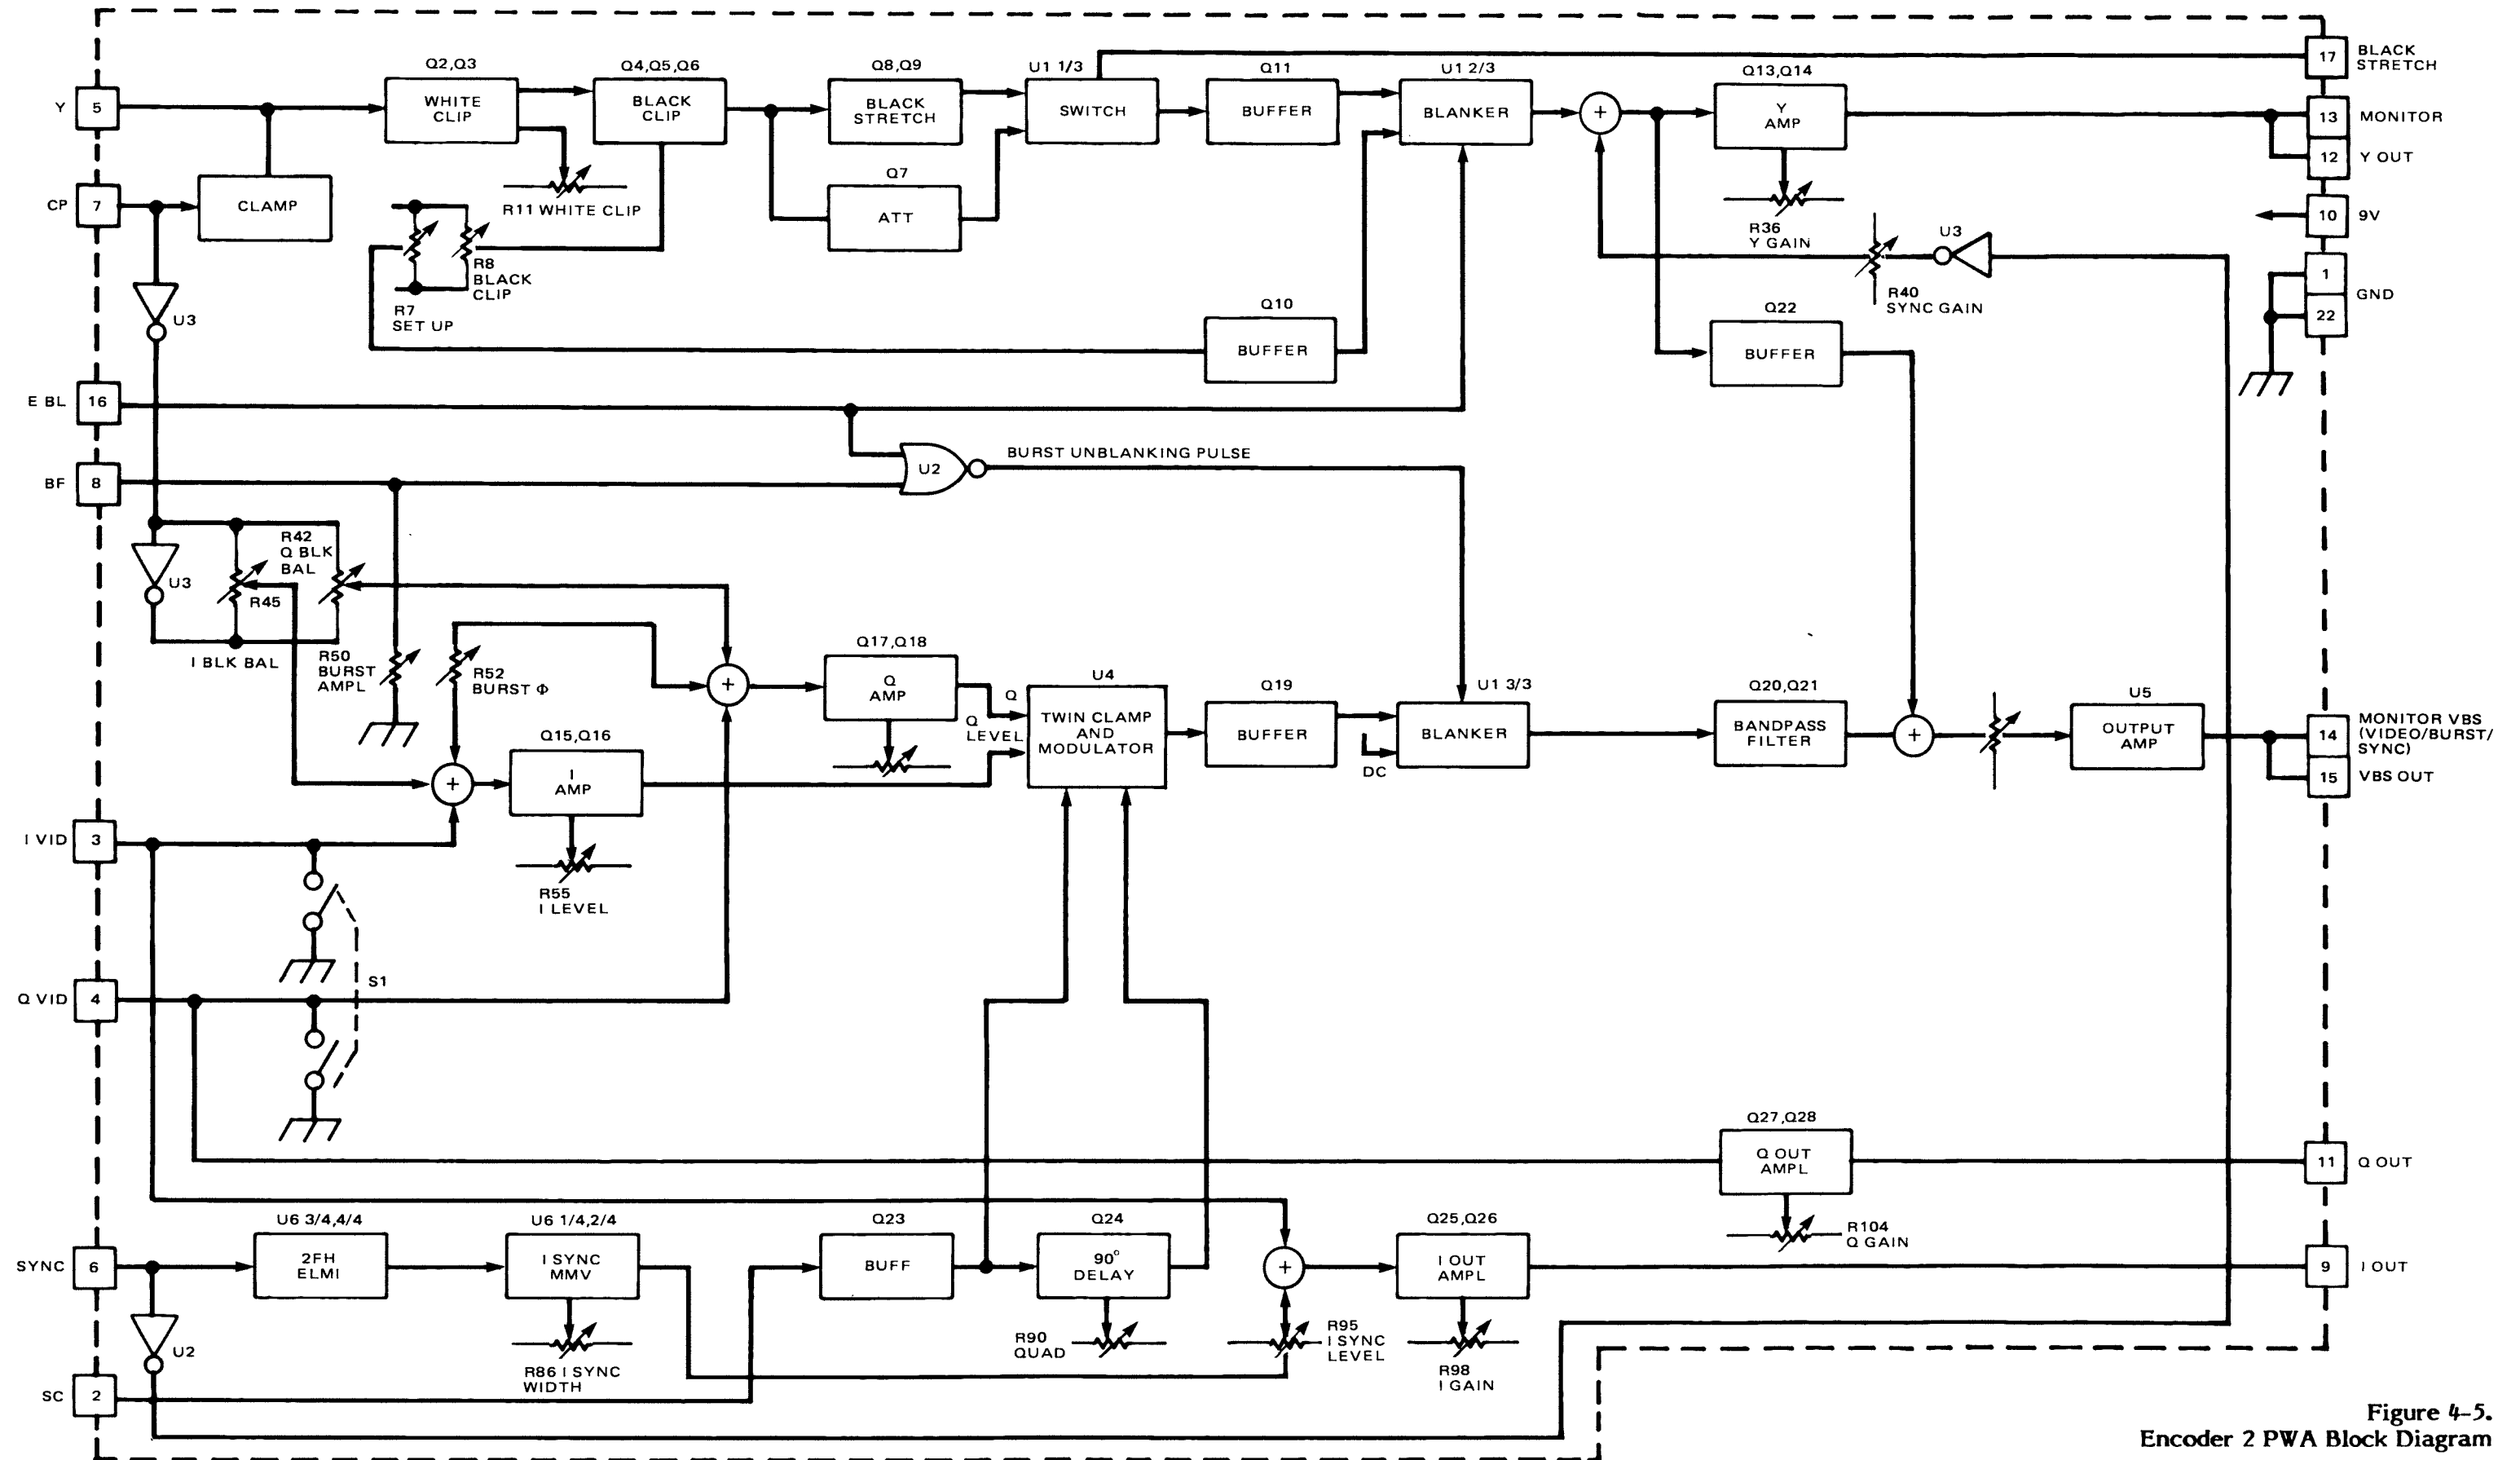 Q2,Q3
Q4,Q5,Q6
Q8,Q9
U1 1/3
Q11
U1 2/3
Q13,Q14
17
BLACK
STRETCH
Y
5
WHITE
CLIP
BLACK
CLIP
BLACK
STRETCH
SWITCH
BUFFER
BLANKER
+
Y
AMP
13
MONITOR
12
Y OUT
CP
7
CLAMP
R11 WHITE CLIP
Q7
ATT
R36
Y GAIN
10
9V
U3
R8
BLACK
CLIP
R7
SET UP
R40
SYNC GAIN
1
GND
22
U3
Q10
BUFFER
Q22
BUFFER
E BL
16
BF
8
U2
BURST UNBLANKING PULSE
R42
Q BLK
BAL
U3
R45
I BLK BAL
R50
BURST
AMPL
R52
BURST Φ
+
Q17,Q18
Q
AMP
Q
Q
LEVEL
U4
TWIN CLAMP
AND
MODULATOR
Q19
BUFFER
U1 3/3
BLANKER
DC
Q20,Q21
BANDPASS
FILTER
+
U5
OUTPUT
AMP
14
MONITOR VBS
(VIDEO/BURST/
SYNC)
15
VBS OUT
Q15,Q16
+
I
AMP
I VID
3
R55
I LEVEL
S1
Q VID
4
Q27,Q28
Q OUT
AMPL
11
Q OUT
R104
Q GAIN
U6 3/4,4/4
U6 1/4,2/4
Q23
Q24
Q25,Q26
SYNC
6
2FH
ELMI
I SYNC
MMV
BUFF
90°
DELAY
+
I OUT
AMPL
9
I OUT
U2
R86 I SYNC
WIDTH
R90
QUAD
R95
I SYNC
LEVEL
R98
I GAIN
SC
2
Figure 4-5.
Encoder 2 PWA Block Diagram